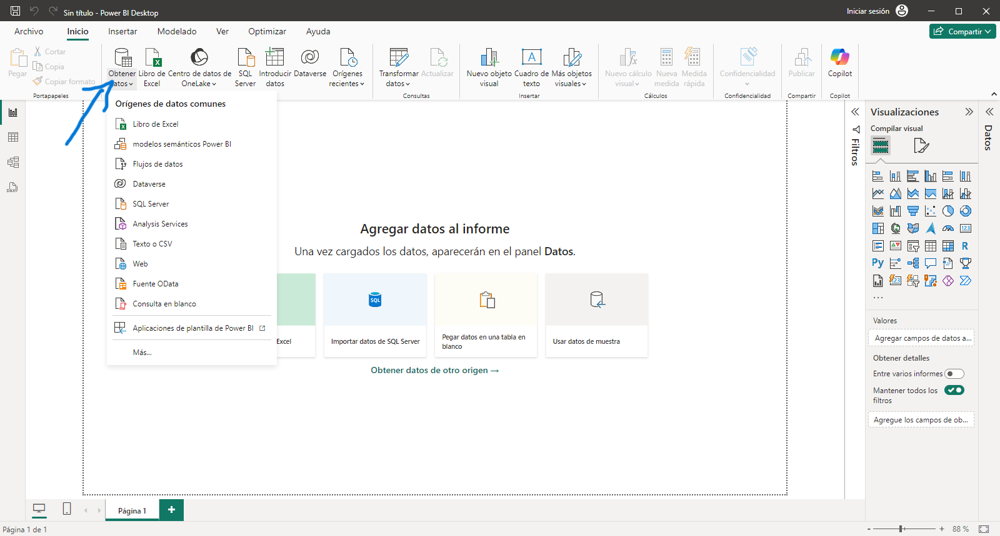 Sin título - Power BI Desktop
Iniciar sesión
Archivo
Inicio
Insertar
Modelado
Ver
Optimizar
Ayuda
Compartir
Pegar
Cortar
Copia
Copiar formato
Portapapeles
Obtener
datos
Libro de
Excel
Centro de datos de
OneLake
SQL
Server
Introducir
datos
Dataverse
Orígenes
recientes
Transformar
datos
Actualizar
Consultas
Nuevo objeto
visual
Cuadro de
texto
Más objetos
visuales
Insertar
Nuevo cálculo
visual
Nueva
medida
Medida
rápida
Cálculos
Confidencialidad
Confidencialidad
Publicar
Compartir
Copilot
Copilot
Orígenes de datos comunes
Libro de Excel
modelos semánticos Power BI
Flujos de datos
Dataverse
SQL Server
Analysis Services
Texto o CSV
Web
Fuente OData
Consulta en blanco
Aplicaciones de plantilla de Power BI
Más...
DAX
Agregar datos al informe
Una vez cargados los datos, aparecerán en el panel Datos.
Excel
SQL
Importar datos de SQL Server
Pegar datos en una tabla en
blanco
Usar datos de muestra
Obtener datos de otro origen →
Filtros
Visualizaciones
Compilar visual
123
R
Py
123
...
Valores
Agregar campos de datos a...
Obtener detalles
Entre varios informes
Mantener todos los
filtros
Agregue los campos de ob...
Datos
Página 1
+
Página 1 de 1
- + 88 %